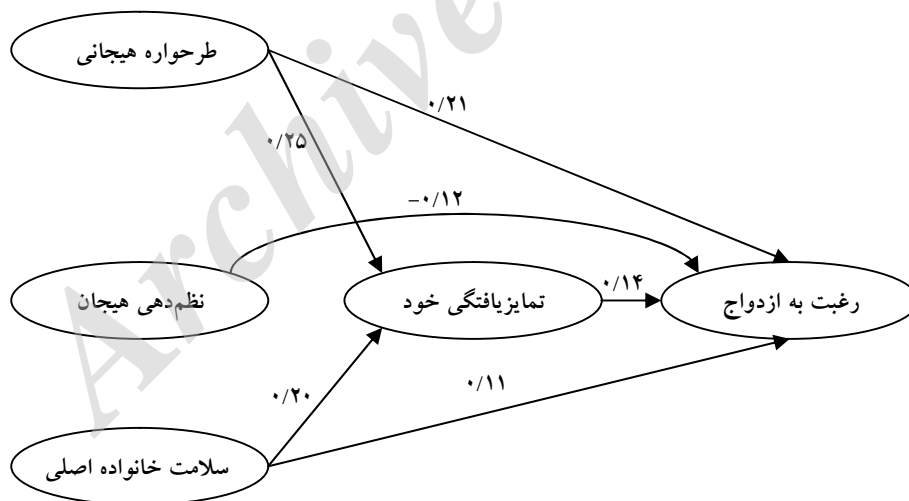 طرحواره هیجانی
۰/۲۱
۰/۲۵
-۰/۱۲
نظم‌دهی هیجان
تمایزیافتگی خود
۰/۱۴
رغبت به ازدواج
۰/۲۰
۰/۱۱
سلامت خانواده اصلی
Archive